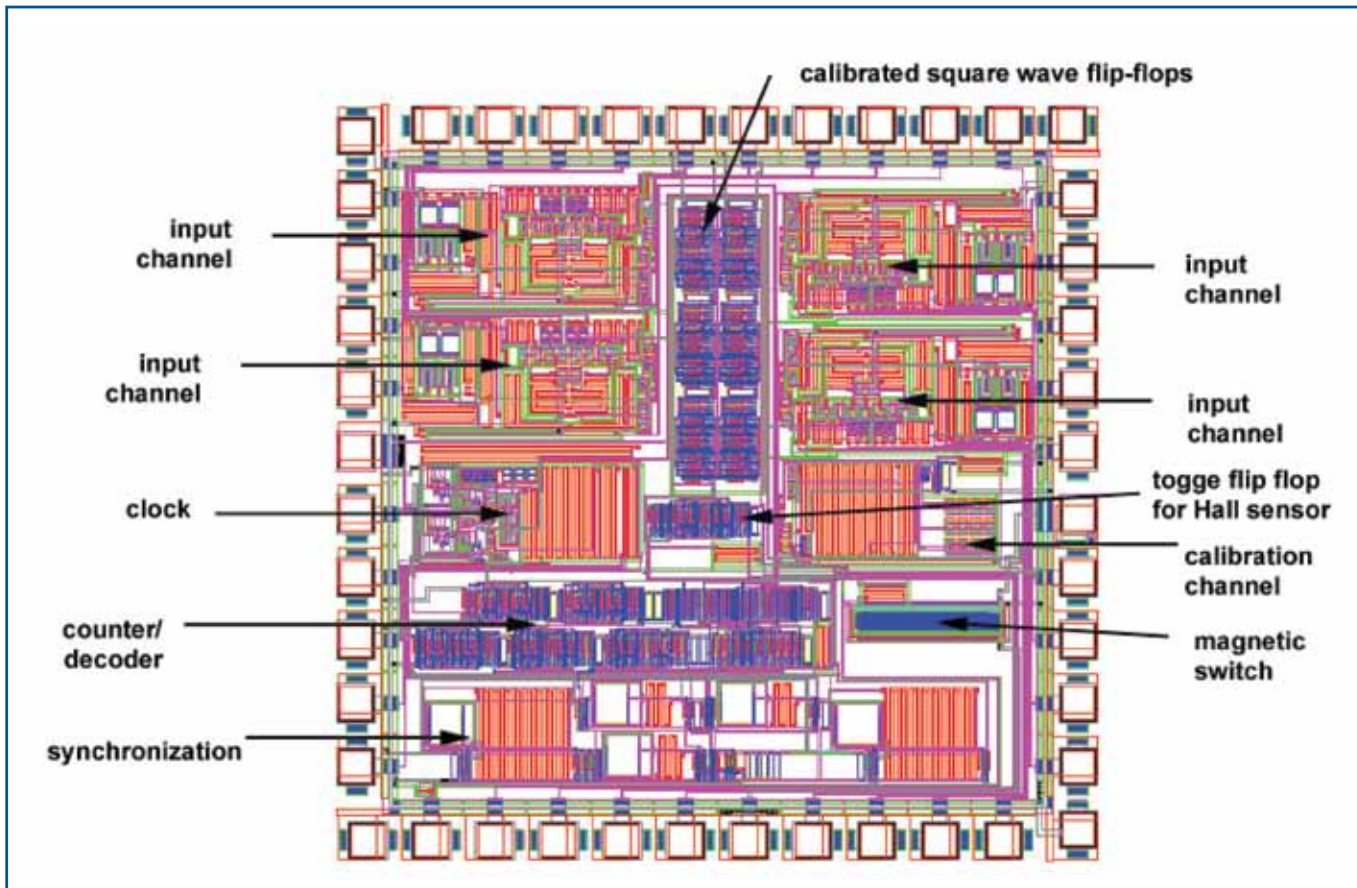 calibrated square wave flip-flops
input
channel
input
channel
input
channel
input
channel
clock
togge flip flop
for Hall sensor
calibration
channel
counter/
decoder
magnetic
switch
synchronization